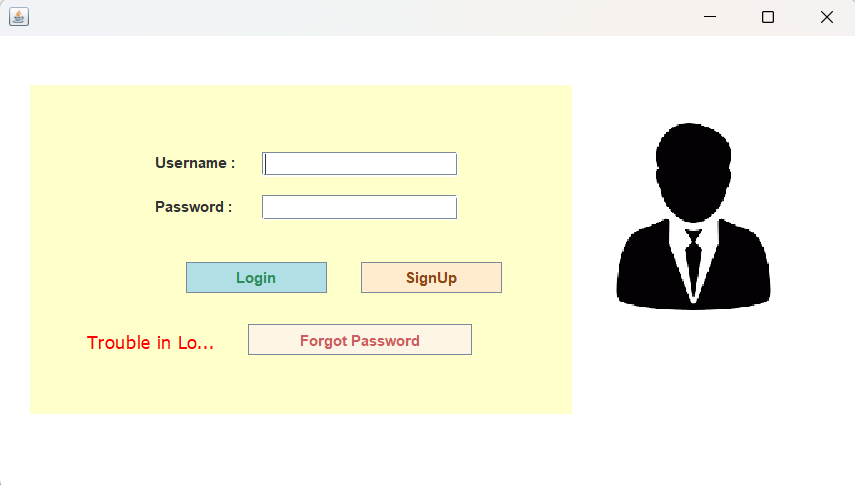 Username :
Password :
Login SignUp
Trouble in Lo... Forgot Password